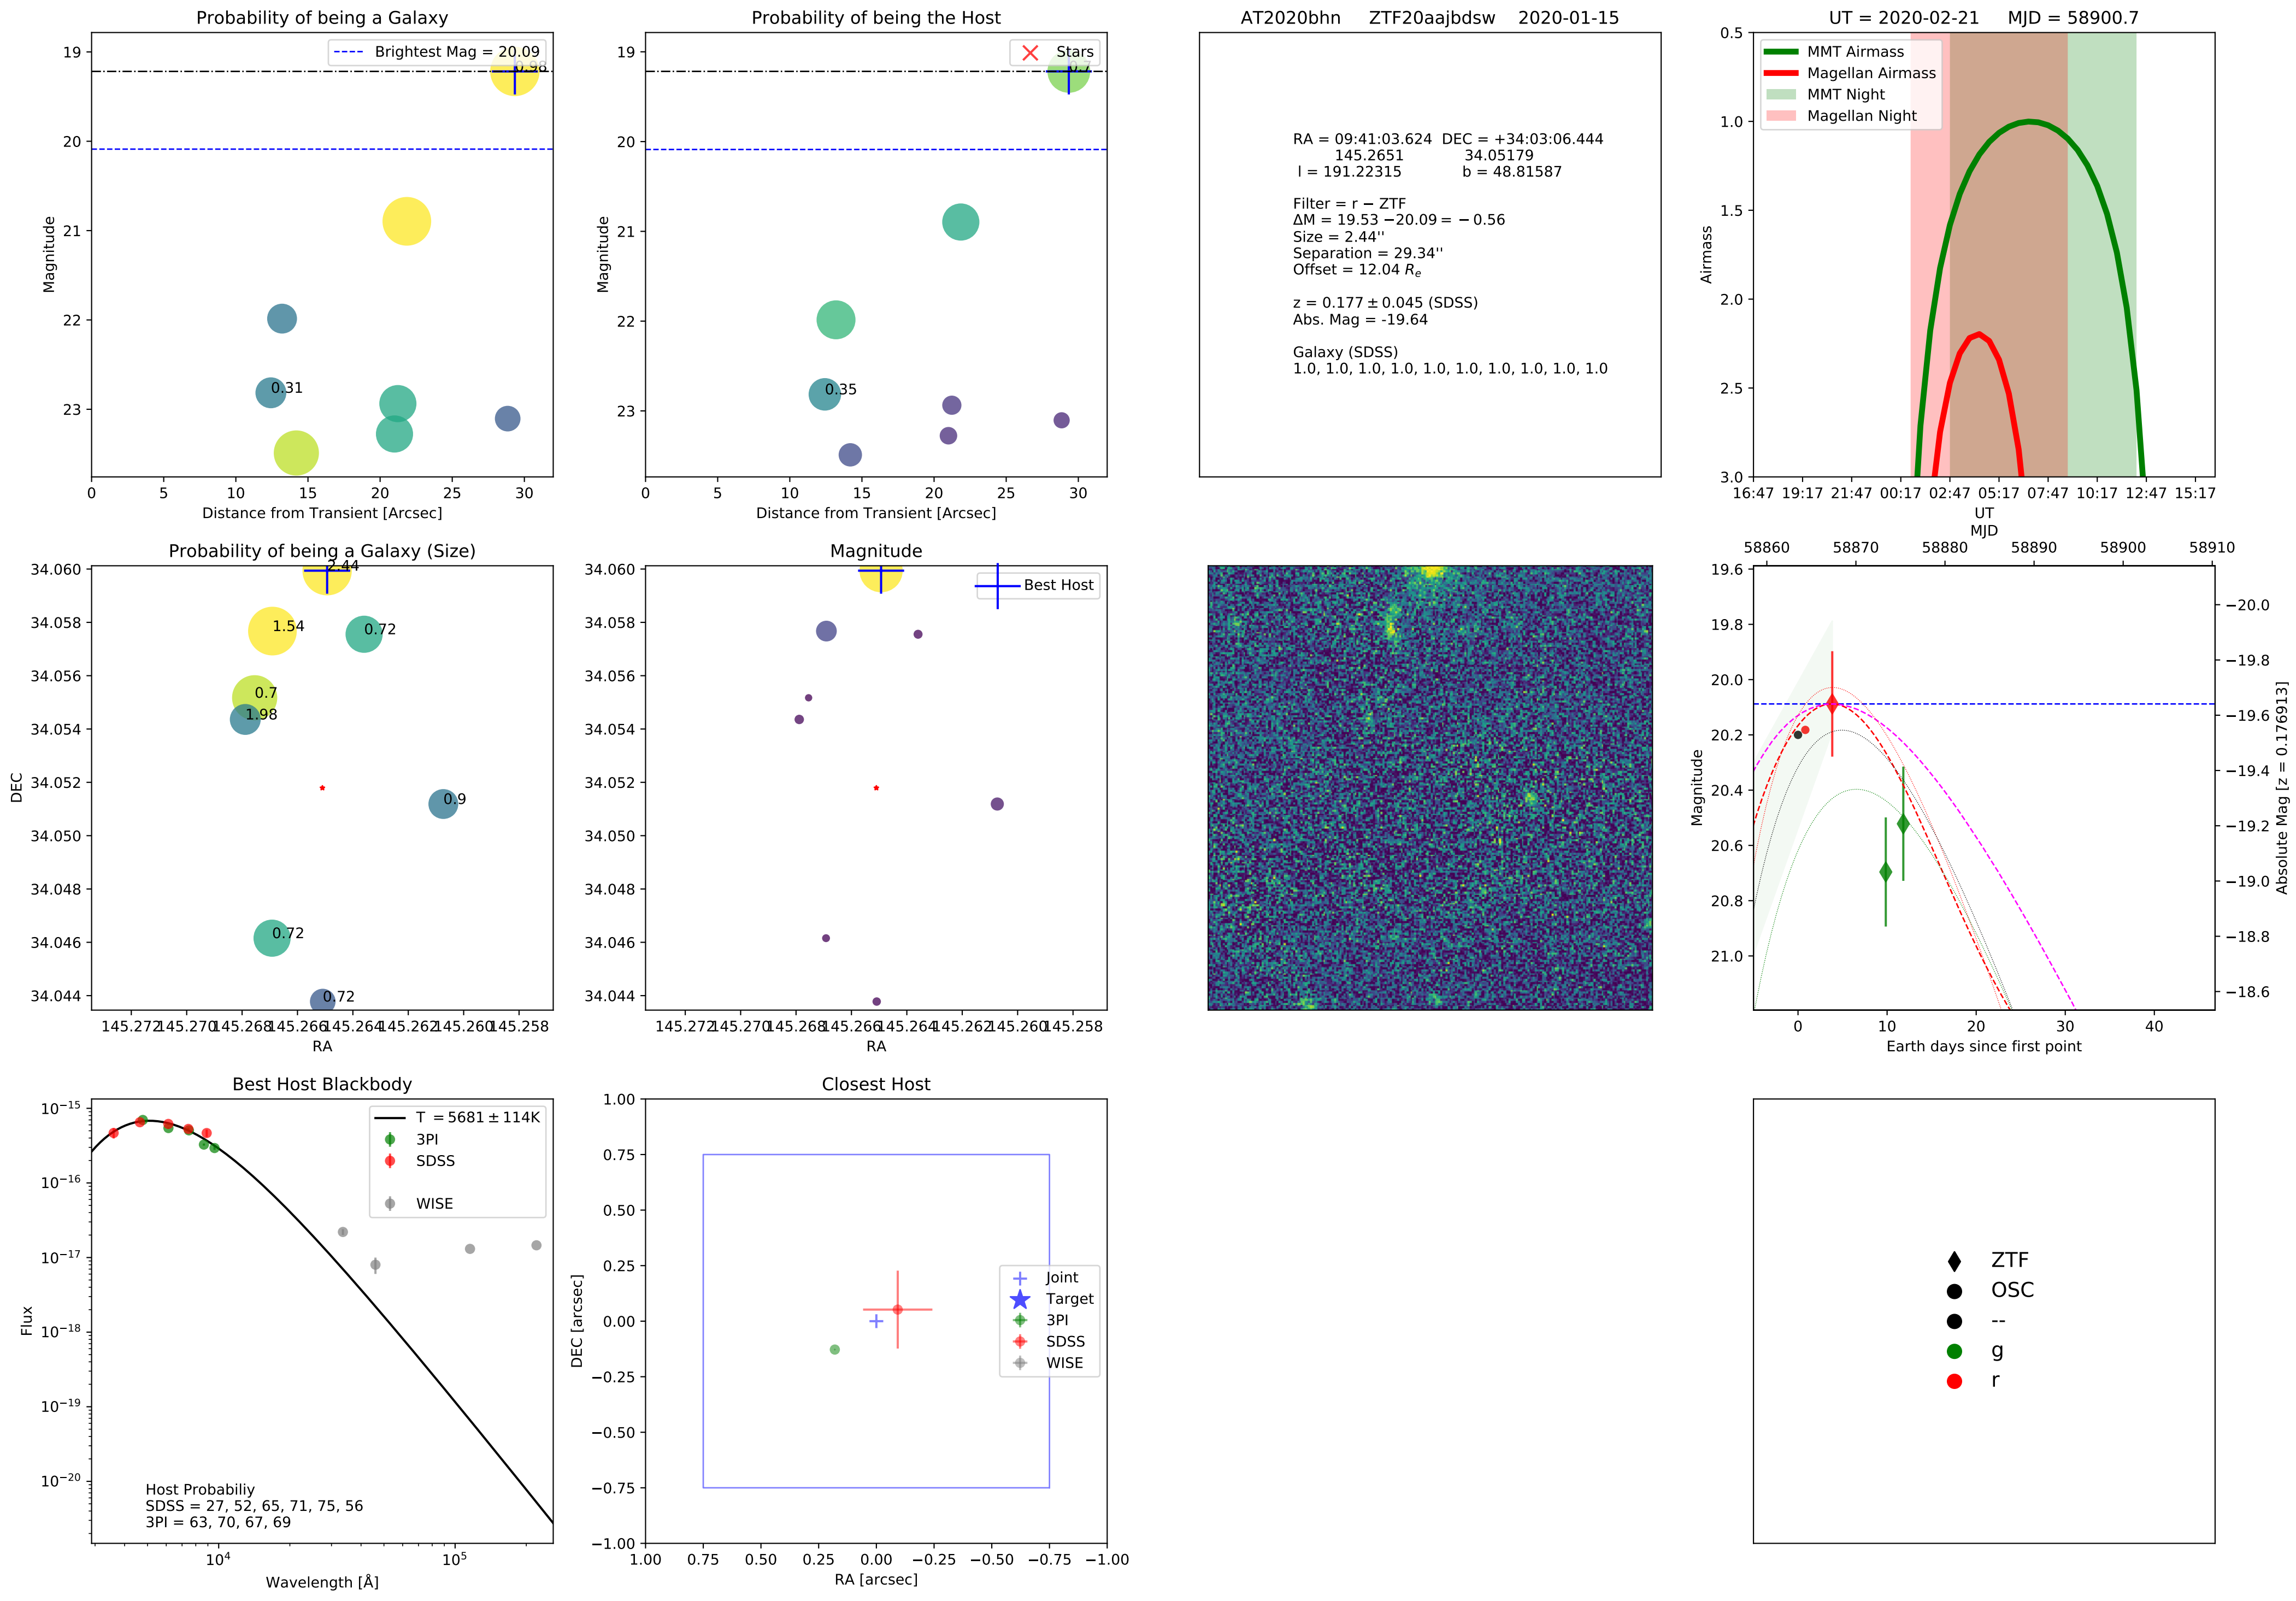 Probability of being a Galaxy
Brightest Mag = 20.09
0.98
0.31
19
20
21
22
23
Magnitude
0 5 10 15 20 25 30
Distance from Transient [Arcsec]
Probability of being the Host
Stars
0.7
0.35
19
20
21
22
23
Magnitude
0 5 10 15 20 25 30
Distance from Transient [Arcsec]
AT2020bhn ZTF20aajbdsw 2020-01-15
RA = 09:41:03.624 DEC = +34:03:06.444
145.2651 34.05179
l = 191.22315 b = 48.81587
Filter = r − ZTF
ΔM = 19.53 −20.09 = −0.56
Size = 2.44''
Separation = 29.34''
Offset = 12.04 Re
z = 0.177 ± 0.045 (SDSS)
Abs. Mag = -19.64
Galaxy (SDSS)
1.0, 1.0, 1.0, 1.0, 1.0, 1.0, 1.0, 1.0, 1.0, 1.0
UT = 2020-02-21 MJD = 58900.7
MMT Airmass
Magellan Airmass
MMT Night
Magellan Night
0.5
1.0
1.5
2.0
2.5
3.0
Airmass
16:47 19:17 21:47 00:17 02:47 05:17 07:47 10:17 12:47 15:17
UT
Probability of being a Galaxy (Size)
2.44
1.54
0.72
0.7
1.98
0.9
0.72
0.72
34.060
34.058
34.056
34.054
34.052
34.050
34.048
34.046
34.044
DEC
145.272 145.270 145.268 145.266 145.264 145.262 145.260 145.258
RA
Magnitude
Best Host
34.060
34.058
34.056
34.054
34.052
34.050
34.048
34.046
34.044
145.272 145.270 145.268 145.266 145.264 145.262 145.260 145.258
RA
MJD
58860 58870 58880 58890 58900 58910
19.6
19.8
20.0
20.2
20.4
20.6
20.8
21.0
Magnitude
−20.0
−19.8
−19.6
−19.4
−19.2
−19.0
−18.8
−18.6
Absolute Mag [z = 0.176913]
0 10 20 30 40
Earth days since first point
Best Host Blackbody
T = 5681 ± 114K
3PI
SDSS
WISE
10−15
10−16
10−17
10−18
10−19
10−20
Flux
Host Probabiliy
SDSS = 27, 52, 65, 71, 75, 56
3PI = 63, 70, 67, 69
104 105
Wavelength [Å]
Closest Host
Joint
Target
3PI
SDSS
WISE
1.00
0.75
0.50
0.25
0.00
−0.25
−0.50
−0.75
−1.00
DEC [arcsec]
1.00 0.75 0.50 0.25 0.00 −0.25 −0.50 −0.75 −1.00
RA [arcsec]
ZTF
OSC
--
g
r